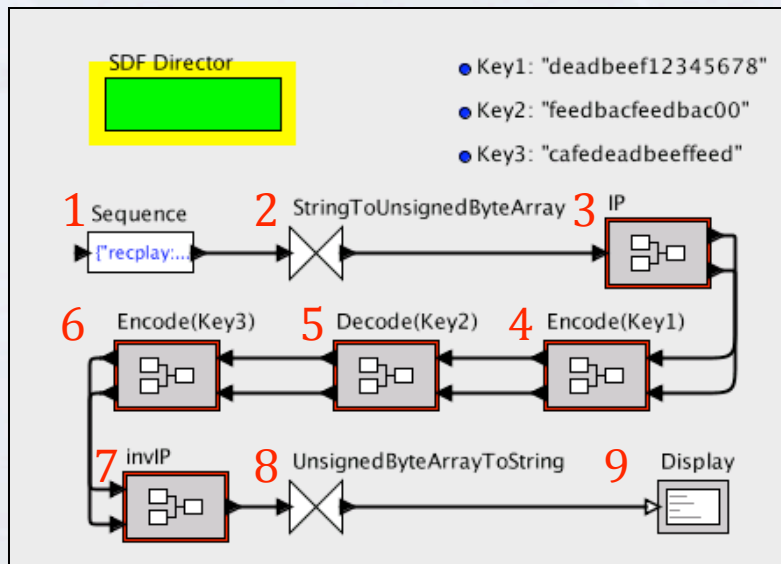 SDF Director
Key1: "deadbeef12345678"
Key2: "feedbacfeedbac00"
Key3: "cafedeadbeeffeed"
1 Sequence
{"recplay:...
2 StringToUnsignedByteArray
3 IP
6 Encode(Key3)
5 Decode(Key2)
4 Encode(Key1)
7 invIP
8 UnsignedByteArrayToString
9 Display